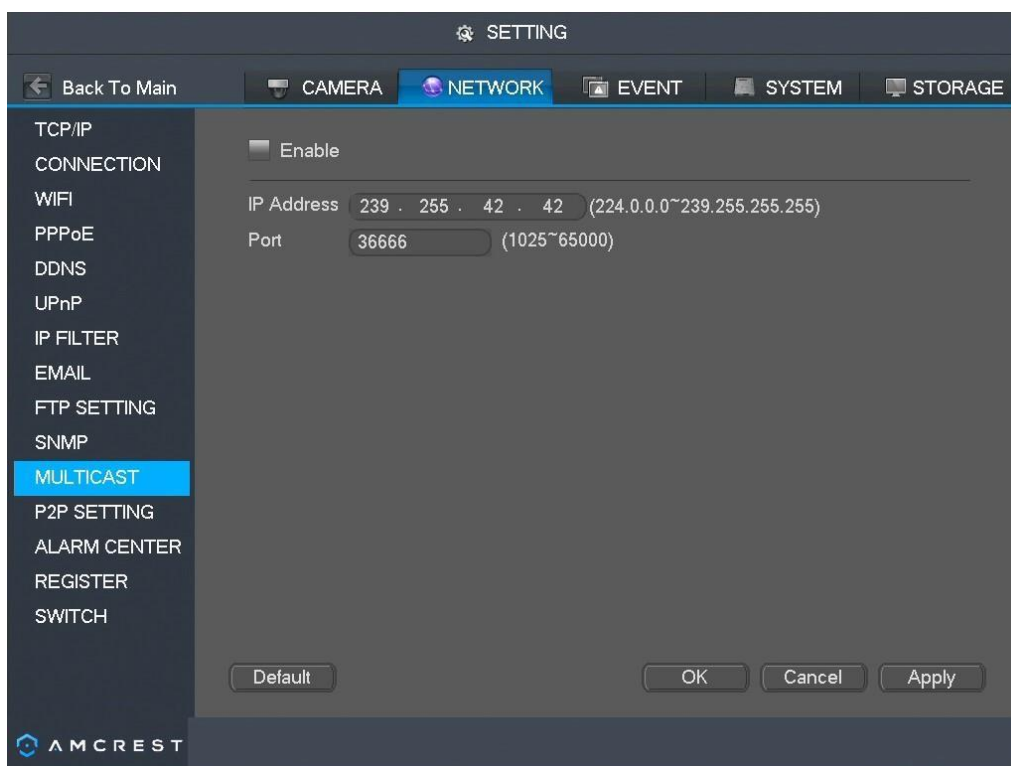 SETTING
Back To Main CAMERA NETWORK EVENT SYSTEM STORAGE
TCP/IP
CONNECTION
WIFI
PPPoE
DDNS
UPnP
IP FILTER
EMAIL
FTP SETTING
SNMP
MULTICAST
P2P SETTING
ALARM CENTER
REGISTER
SWITCH
Enable
IP Address 239 . 255 . 42 . 42 (224.0.0.0~239.255.255.255)
Port 36666 (1025~65000)
Default OK Cancel Apply
AMCREST